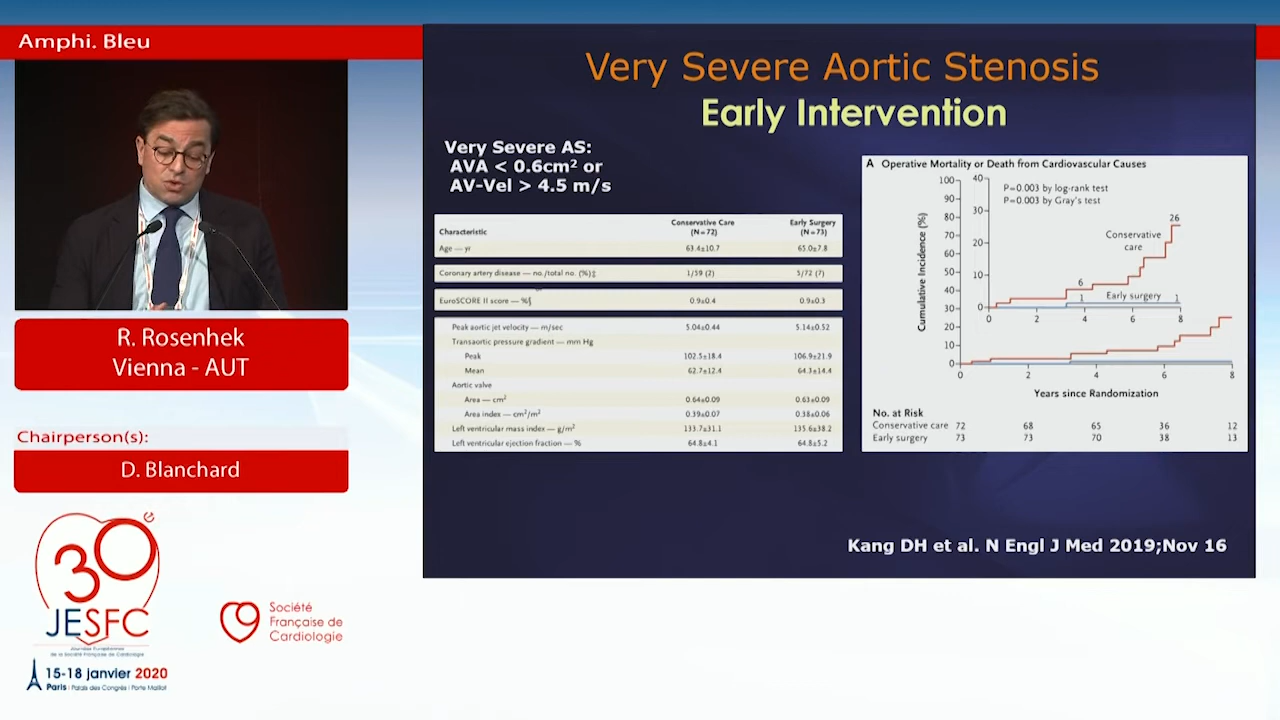 Amphi. Bleu
R. Rosenhek
Vienna - AUT
Chairperson(s):
D. Blanchard
30e
JESFC
Journées Européennes
de la Société Française de Cardiologie
15-18 janvier 2020
Paris : Palais des Congrès : Porte Maillot
Société
Française de
Cardiologie
Very Severe Aortic Stenosis
Early Intervention
Very Severe AS:
AVA < 0.6cm² or
AV-Vel > 4.5 m/s
Characteristic Conservative Care (N=72) Early Surgery (N=73)
Age — yr 63.4±10.7 65.0±7.8
Coronary artery disease — no./total no. (%)‡ 1/59 (2) 5/72 (7)
EuroSCORE II score — %§ 0.9±0.4 0.9±0.3
Peak aortic jet velocity — m/sec 5.04±0.44 5.14±0.52
Transaortic pressure gradient — mm Hg
Peak 102.5±18.4 106.9±21.9
Mean 62.7±12.4 64.3±14.4
Aortic valve
Area — cm² 0.64±0.09 0.63±0.09
Area index — cm²/m² 0.39±0.07 0.38±0.06
Left ventricular mass index — g/m² 133.7±31.1 135.6±38.2
Left ventricular ejection fraction — % 64.8±4.1 64.8±5.2
A Operative Mortality or Death from Cardiovascular Causes
Cumulative Incidence (%)
100
90
80
70
60
50
40
30
20
10
0
40
30
20
10
0
P=0.003 by log-rank test
P=0.003 by Gray's test
26
Conservative
care
6
1 Early surgery 1
0 2 4 6 8
0 2 4 6 8
Years since Randomization
No. at Risk
Conservative care 72 68 65 36 12
Early surgery 73 73 70 38 13
Kang DH et al. N Engl J Med 2019;Nov 16